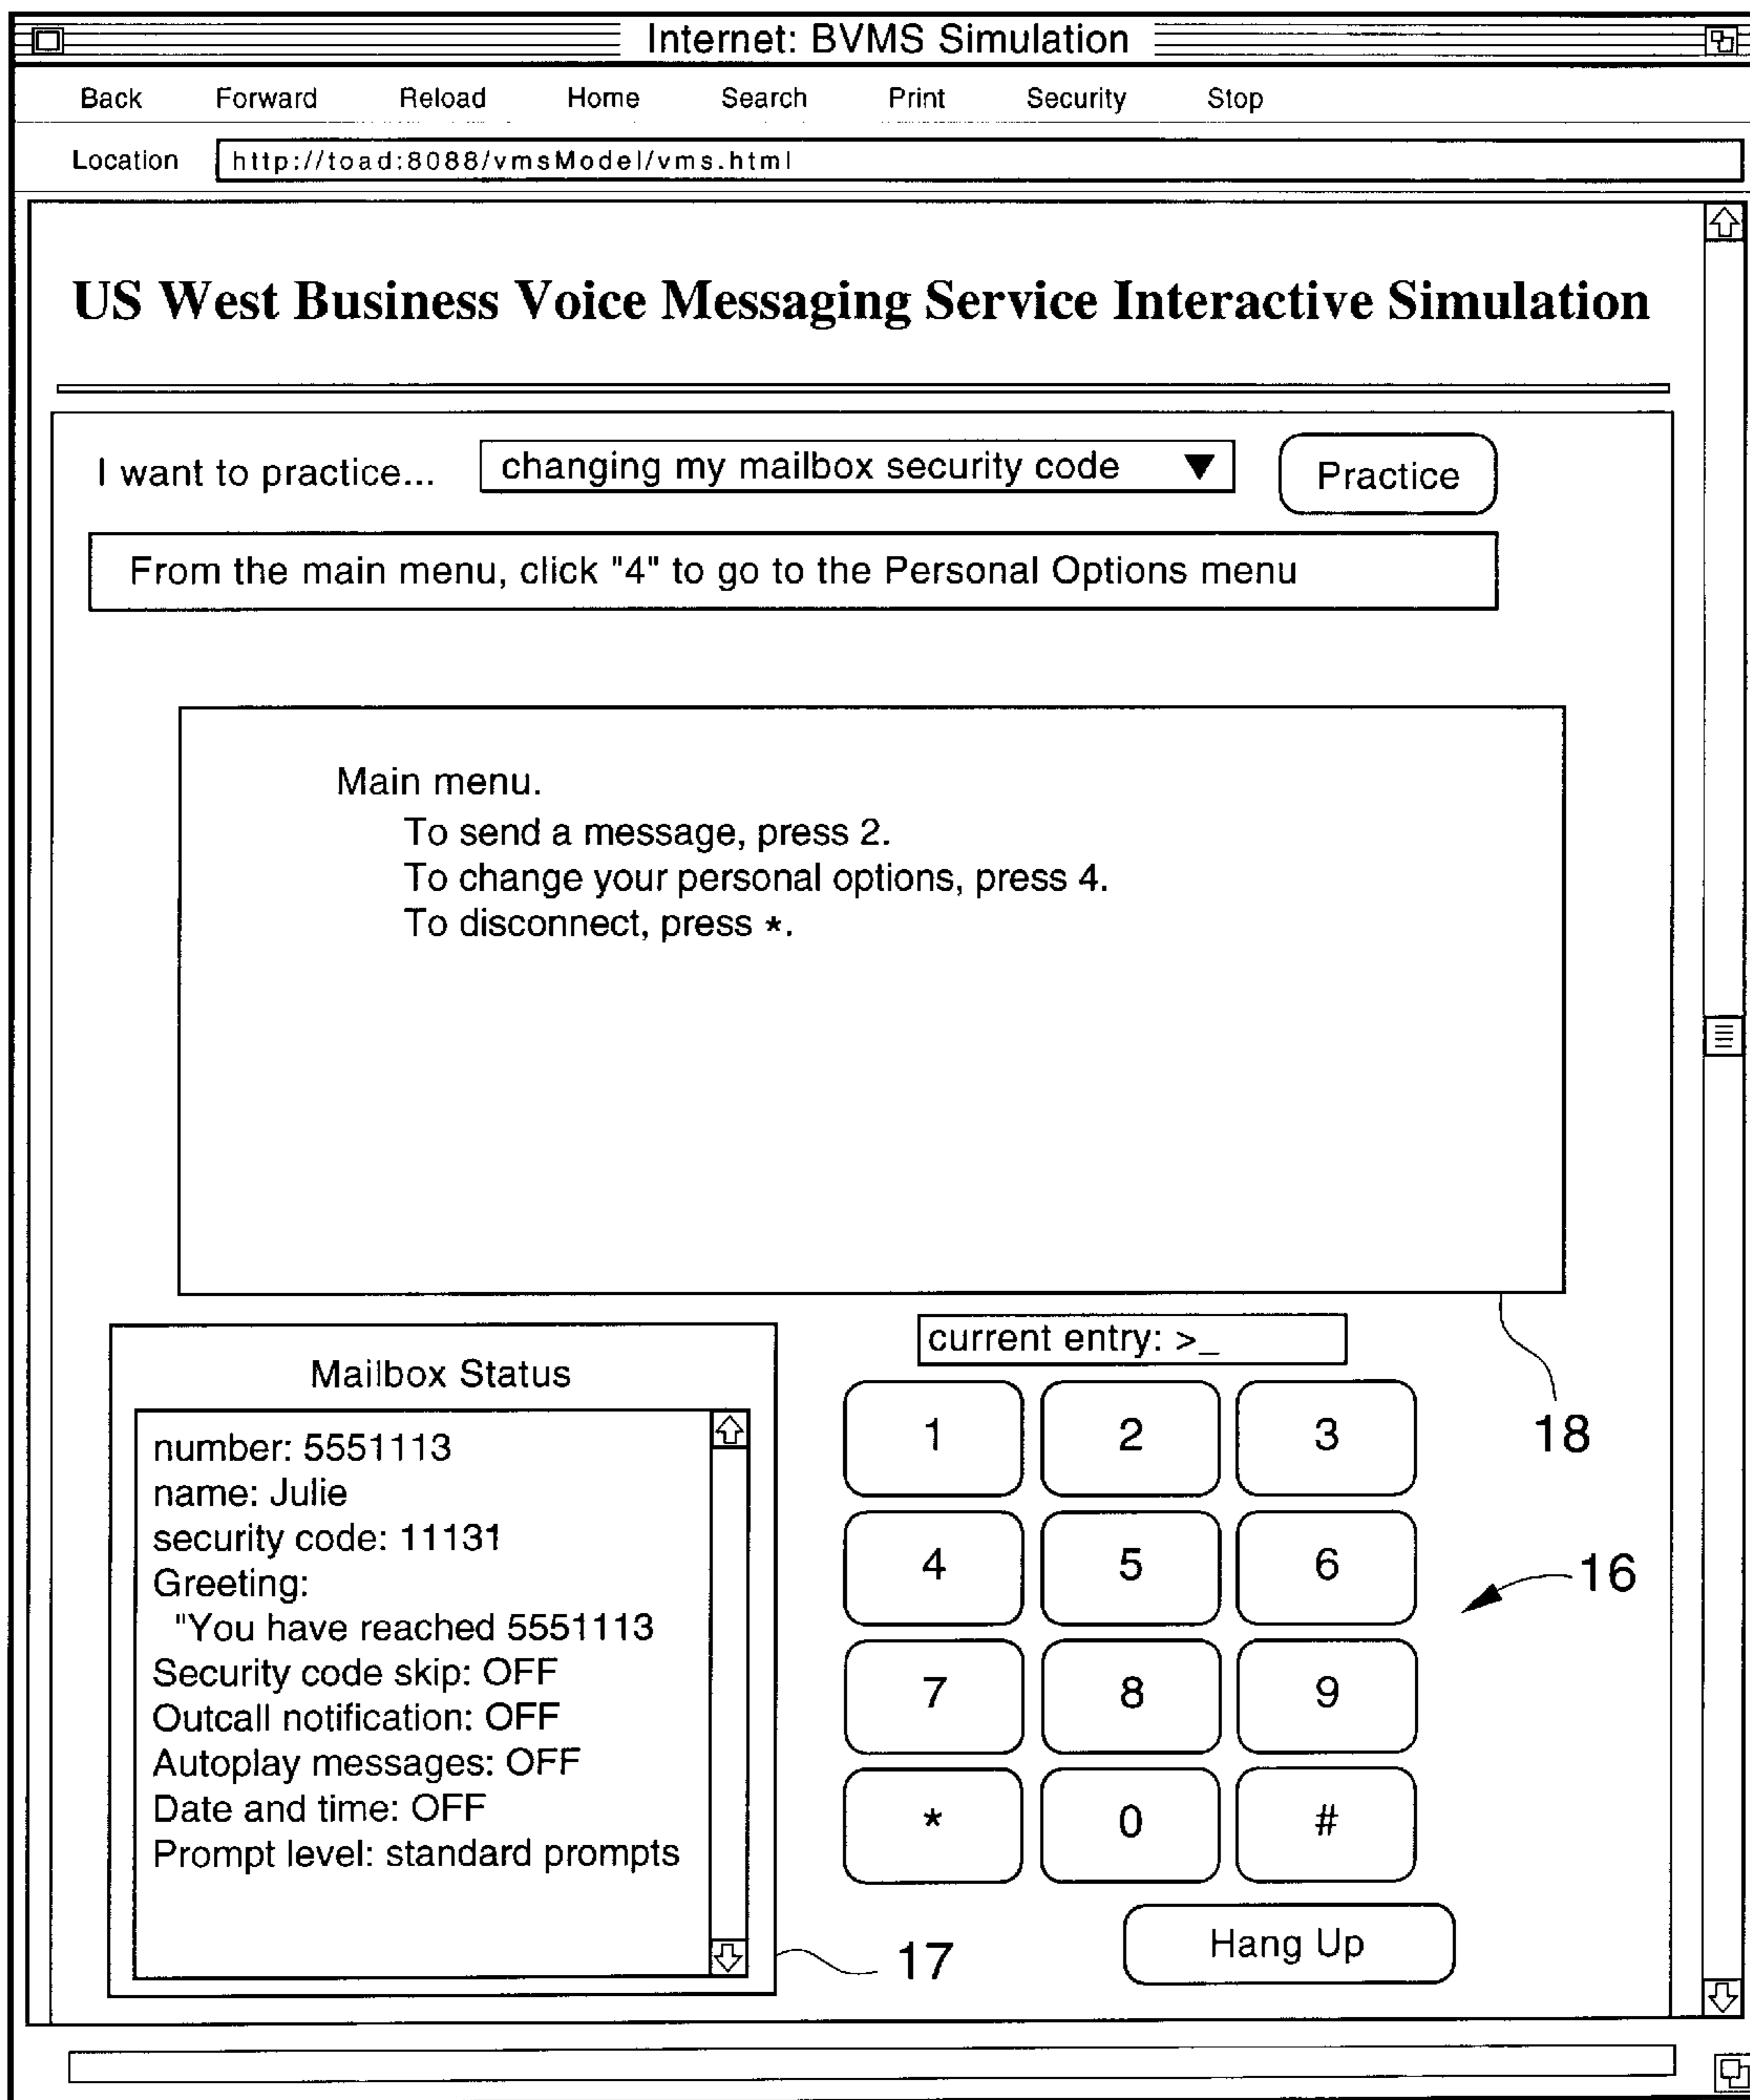 Internet: BVMS Simulation
Back Forward Reload Home Search Print Security Stop
Location http://toad:8088/vmsModel/vms.html
US West Business Voice Messaging Service Interactive Simulation
I want to practice... changing my mailbox security code ▼ Practice
From the main menu, click "4" to go to the Personal Options menu
Main menu.
To send a message, press 2.
To change your personal options, press 4.
To disconnect, press *.
18
Mailbox Status
number: 5551113
name: Julie
security code: 11131
Greeting:
"You have reached 5551113
Security code skip: OFF
Outcall notification: OFF
Autoplay messages: OFF
Date and time: OFF
Prompt level: standard prompts
17
current entry: >_
1 2 3
4 5 6
7 8 9
* 0 #
16
Hang Up